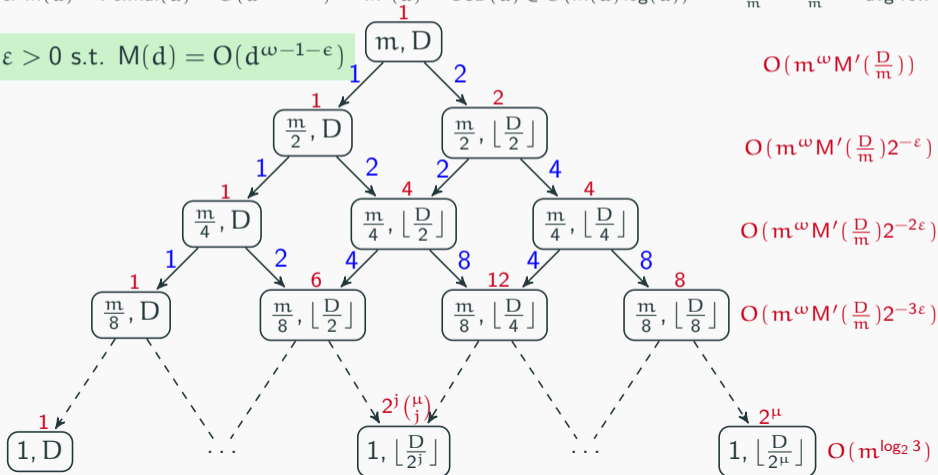 ε > 0 s.t. M(d) = O(d^{ω−1−ε})
1
m, D
O(m^ω M′(D/m))
1 2
1 2
m/2, D m/2, ⌊D/2⌋
O(m^ω M′(D/m)2^{−ε})
1 2 2 4
1 4 4
m/4, D m/4, ⌊D/2⌋ m/4, ⌊D/4⌋
O(m^ω M′(D/m)2^{−2ε})
1 2 4 8 4 8
1 6 12 8
m/8, D m/8, ⌊D/2⌋ m/8, ⌊D/4⌋ m/8, ⌊D/8⌋
O(m^ω M′(D/m)2^{−3ε})
1 2^j (μ j) 2^μ
1, D ... 1, ⌊D/2^j⌋ ... 1, ⌊D/2^μ⌋
O(m^{log₂ 3})